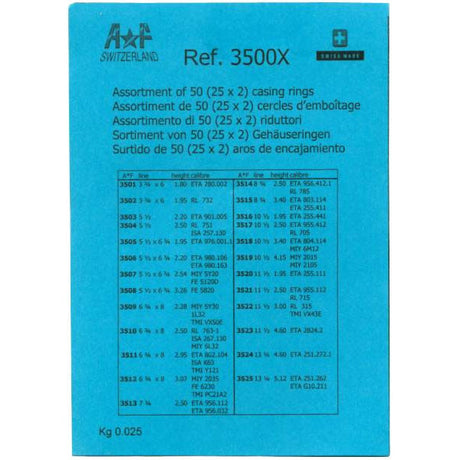 A★F
SWITZERLAND
Ref. 3500X
SWISS MADE
Assortment of 50 (25 x 2) casing rings
Assortiment de 50 (25 x 2) cercles d'emboîtage
Assortimento di 50 (25 x 2) riduttori
Sortiment von 50 (25 x 2) Gehäuseringen
Surtido de 50 (25 x 2) aros de encajamiento
A*F line height calibre
3501 3 ¾ x 6 1.80 ETA 280.002
3502 3 ¾ x 6 1.95 RL 732
3503 5 ½ 2.20 ETA 901.005
3504 5 ½ 2.50 RL 751
ISA 257.130
3505 5 ½ x 6 ¾ 1.95 ETA 976.001
3506 5 ½ x 6 ¾ 2.20 ETA 980.106
ETA 980.163
3507 5 ½ x 6 ¾ 2.54 MIY 5Y20
FE 5120D
3508 5 ½ x 6 ¾ 3.26 FE 5820
3509 6 ¾ x 8 2.28 MIY 5Y30
1L32
TMI VX50E
3510 6 ¾ x 8 2.50 RL 763-1
ISA 267.130
MIY 6L32
3511 6 ¾ x 8 2.95 ETA 802.104
ISA K63
TMI Y121
3512 6 ¾ x 8 3.07 MIY 2035
FE 6230
TMI PC21A2
3513 7 ¾ 2.50 ETA 956.112
ETA 956.032
A*F line height calibre
3514 8 ¾ 2.50 ETA 956.412
RL 785
3515 8 ¾ 3.40 ETA 803.114
ETA 255.411
3516 10 ½ 1.95 ETA 255.441
3517 10 ½ 2.50 ETA 955.412
RL 705
3518 10 ½ 3.40 ETA 804.114
MIY 6M12
3519 10 ½ 4.15 MIY 2015
MIY 2105
3520 11 ½ 1.95 ETA 255.111
3521 11 ½ 2.50 ETA 955.112
RL 715
3522 11 ½ 3.00 RL 315
TMI VX43E
3523 11 ½ 4.60 ETA 2824.2
3524 13 ¼ 4.60 ETA 251.272
3525 13 ¼ 5.12 ETA 251.262
ETA G10.211
Kg 0.025